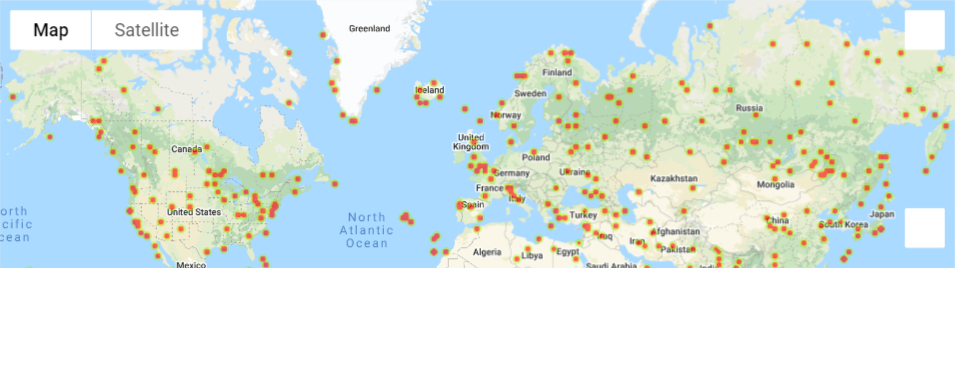 Map
Satellite
Greenland
Iceland
Finland
Sweden
Norway
Russia
United
Kingdom
Canada
Poland
Germany
Ukraine
Kazakhstan
Mongolia
France
Italy
Spain
United States
North
Atlantic
Ocean
orth
cific
cean
Turkey
China
South Korea
Japan
Afghanistan
Iraq
Iran
Pakistan
Algeria
Libya
Egypt
Saudi Arabia
Mexico